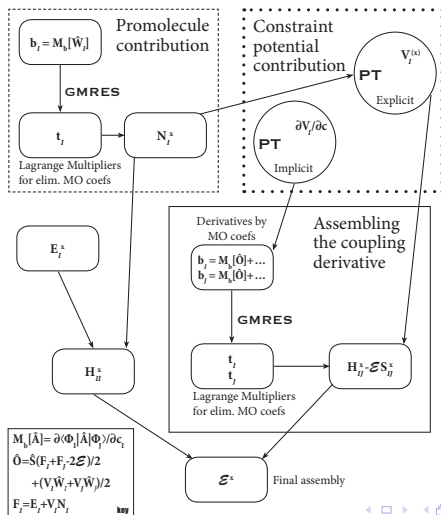 Promolecule
contribution
b_I = M_b[Ŵ_I]
GMRES
t_I
N_I^x
Lagrange Multipliers
for elim. MO coefs
Constraint
potential
contribution
V_I^(x)
PT
Explicit
∂V_I/∂c
PT
Implicit
E_I^x
H_II^x
Derivatives by
MO coefs
Assembling
the coupling
derivative
b_I = M_b[Ô]+...
b_J = M_b[Ô]+...
GMRES
t_I
t_J
H_IJ^x-ℰS_IJ^x
Lagrange Multipliers
for elim. MO coefs
M_b[Â]= ∂⟨Φ_I|Â|Φ_J⟩/∂c_I
Ô=Ŝ(F_I+F_J-2ℰ)/2
+(V_IŴ_I+V_JŴ_J)/2
F_I=E_I+V_IN_I
key
ℰ^x
Final assembly